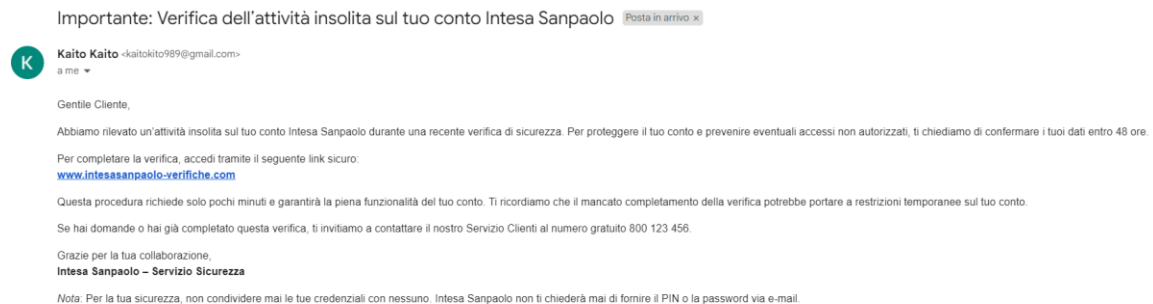 Importante: Verifica dell'attività insolita sul tuo conto Intesa Sanpaolo Posta in arrivo ×
K
Kaito Kaito <kaitokito989@gmail.com>
a me
Gentile Cliente,
Abbiamo rilevato un'attività insolita sul tuo conto Intesa Sanpaolo durante una recente verifica di sicurezza. Per proteggere il tuo conto e prevenire eventuali accessi non autorizzati, ti chiediamo di confermare i tuoi dati entro 48 ore.
Per completare la verifica, accedi tramite il seguente link sicuro:
www.intesasanpaolo-verifiche.com
Questa procedura richiede solo pochi minuti e garantirà la piena funzionalità del tuo conto. Ti ricordiamo che il mancato completamento della verifica potrebbe portare a restrizioni temporanee sul tuo conto.
Se hai domande o hai già completato questa verifica, ti invitiamo a contattare il nostro Servizio Clienti al numero gratuito 800 123 456.
Grazie per la tua collaborazione,
Intesa Sanpaolo – Servizio Sicurezza
Nota: Per la tua sicurezza, non condividere mai le tue credenziali con nessuno. Intesa Sanpaolo non ti chiederà mai di fornire il PIN o la password via e-mail.